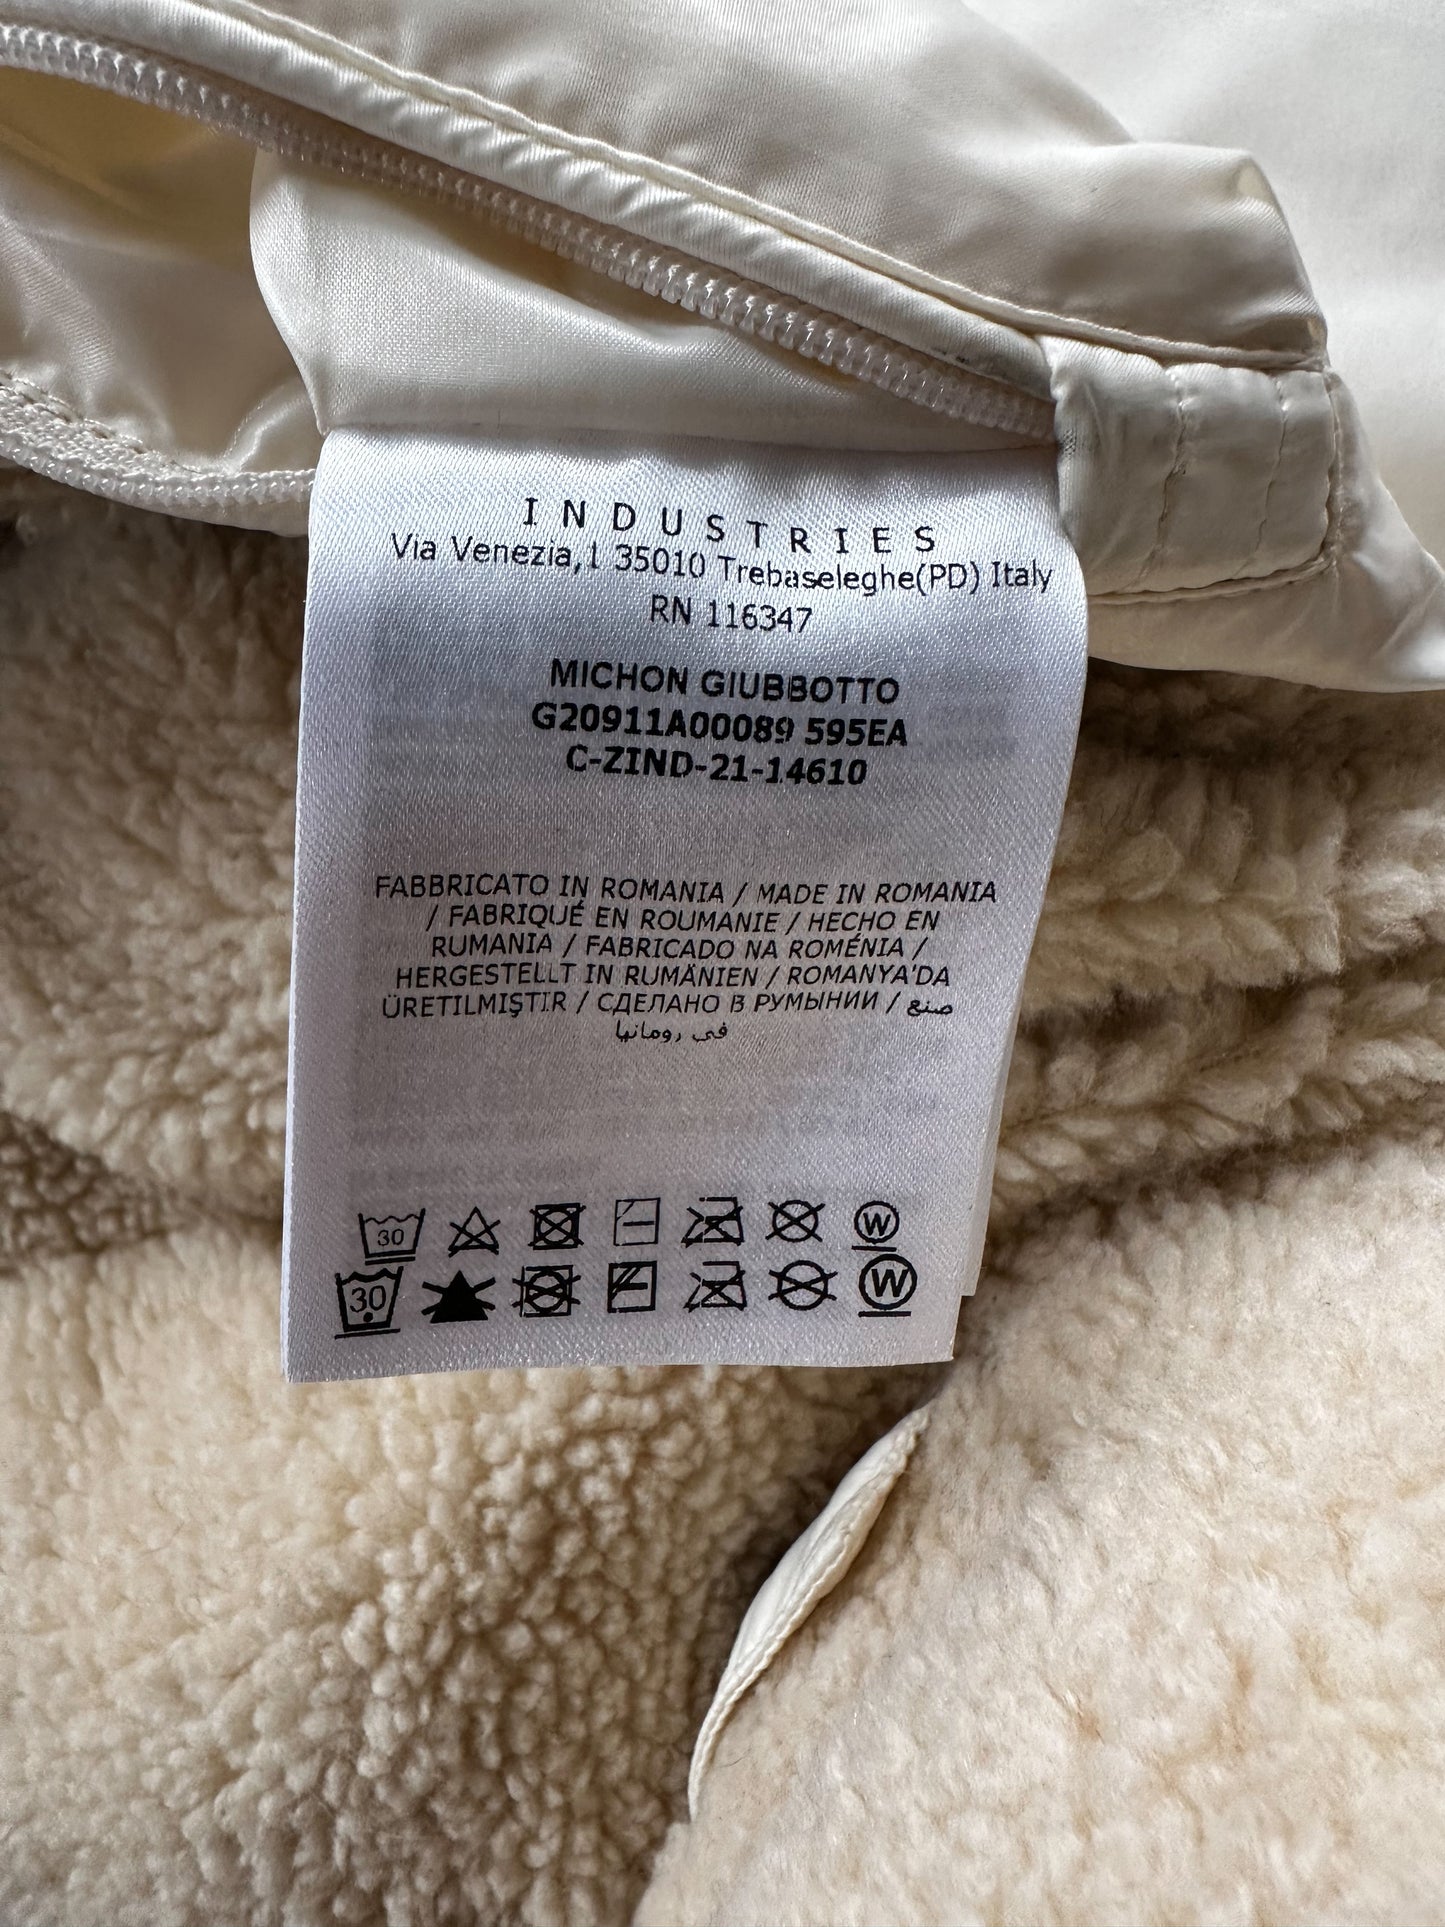 INDUSTRIES
Via Venezia,1 35010 Trebaseleghe(PD) Italy
RN 116347
MICHON GIUBBOTTO
G20911A00089 595EA
C-ZIND-21-14610
FABBRICATO IN ROMANIA / MADE IN ROMANIA
/ FABRIQUÉ EN ROUMANIE / HECHO EN
RUMANIA / FABRICADO NA ROMÉNIA /
HERGESTELLT IN RUMÄNIEN / ROMANYA'DA
ÜRETILMIŞTIR / СДЕЛАНО В РУМЫНИИ / صنع
في رومانيا
30 W
30 W